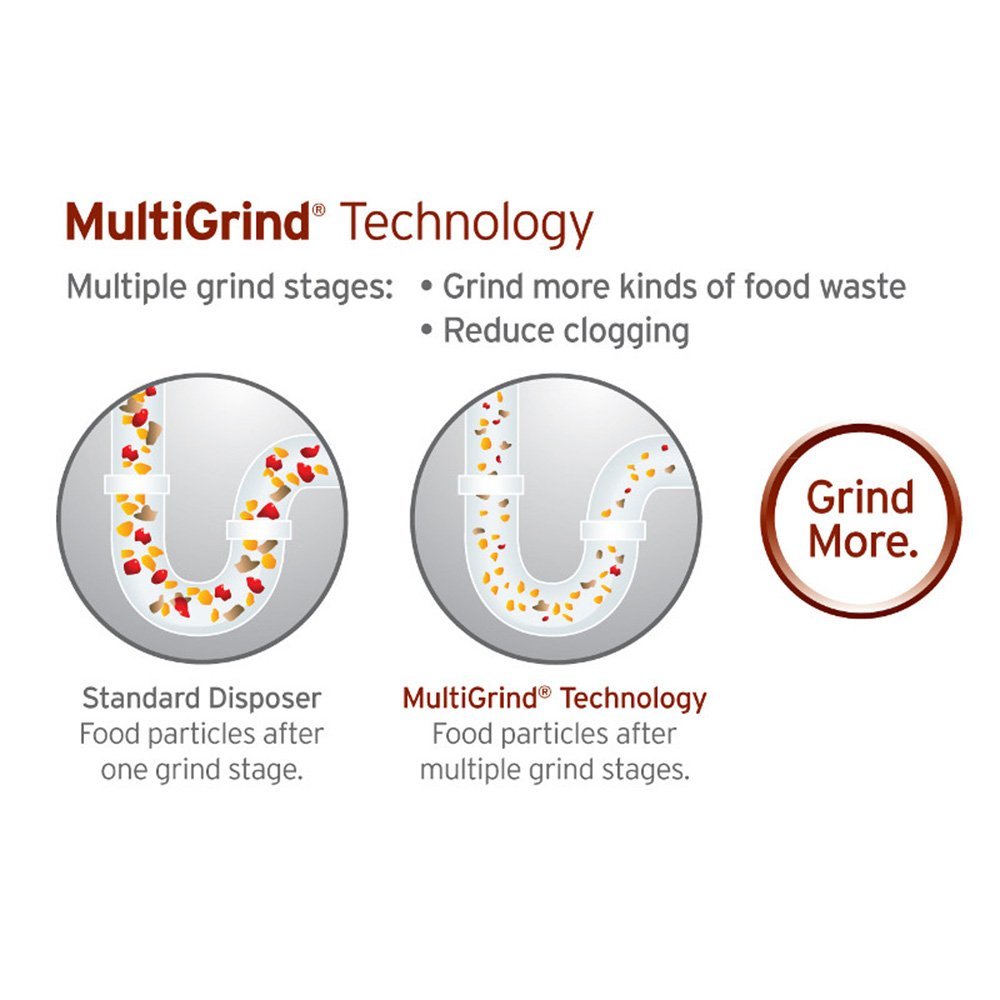 MultiGrind® Technology
Multiple grind stages: • Grind more kinds of food waste
• Reduce clogging
Grind
More.
Standard Disposer
Food particles after
one grind stage.
MultiGrind® Technology
Food particles after
multiple grind stages.